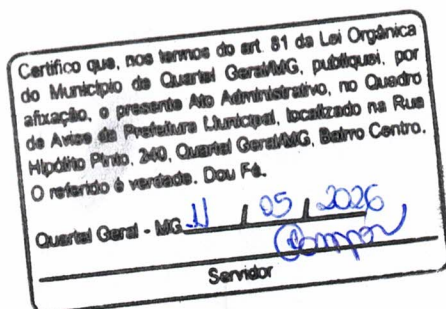 Certifico que, nos termos do art. 81 da Lei Orgânica
do Município de Quartel Geral/MG, publiquei, por
afixação, o presente Ato Administrativo, no Quadro
de Aviso da Prefeitura Municipal, localizado na Rua
Hipólito Pinto, 240, Quartel Geral/MG, Bairro Centro.
O referido é verdade. Dou Fé.
Quartel Geral - MG 11 / 05 / 2026
Servidor